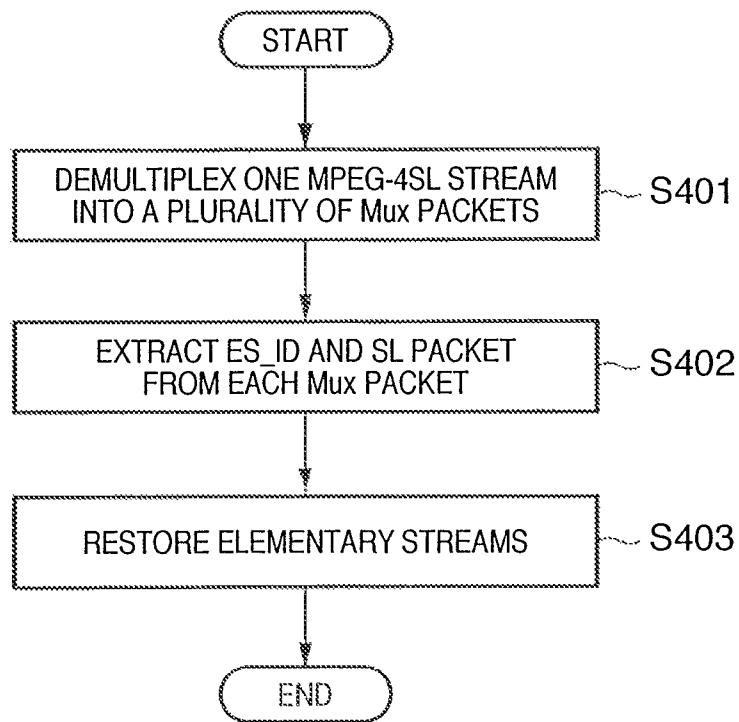 START
DEMULTIPLEX ONE MPEG-4SL STREAM
INTO A PLURALITY OF Mux PACKETS
S401
EXTRACT ES_ID AND SL PACKET
FROM EACH Mux PACKET
S402
RESTORE ELEMENTARY STREAMS
S403
END